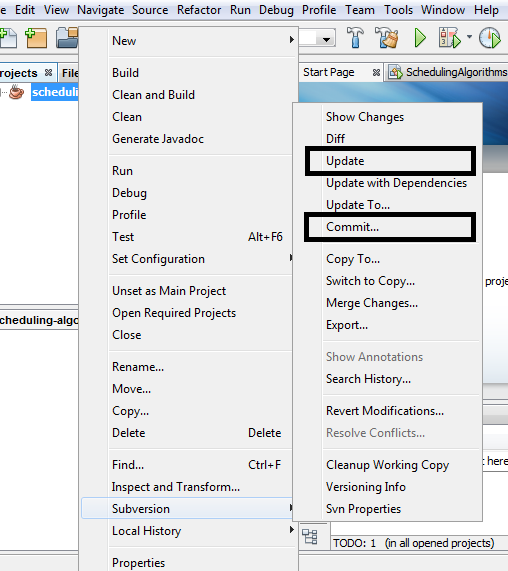 e Edit View Navigate Source Refactor Run Debug Profile Team Tools Window Help
rojects
File
Start Page
SchedulingAlgorithms
scheduli
New
Build
Clean and Build
Clean
Generate Javadoc
Run
Debug
Profile
Test Alt+F6
Set Configuration
Unset as Main Project
Open Required Projects
Close
Rename...
Move...
Copy...
Delete Delete
Find... Ctrl+F
Inspect and Transform...
Subversion
Local History
Properties
Show Changes
Diff
Update
Update with Dependencies
Update To...
Commit...
Copy To...
Switch to Copy...
Merge Changes...
Export...
Show Annotations
Search History...
Revert Modifications...
Resolve Conflicts...
Cleanup Working Copy
Versioning Info
Svn Properties
proje
cheduling-algo
t here
TODO: 1 (in all opened projects)